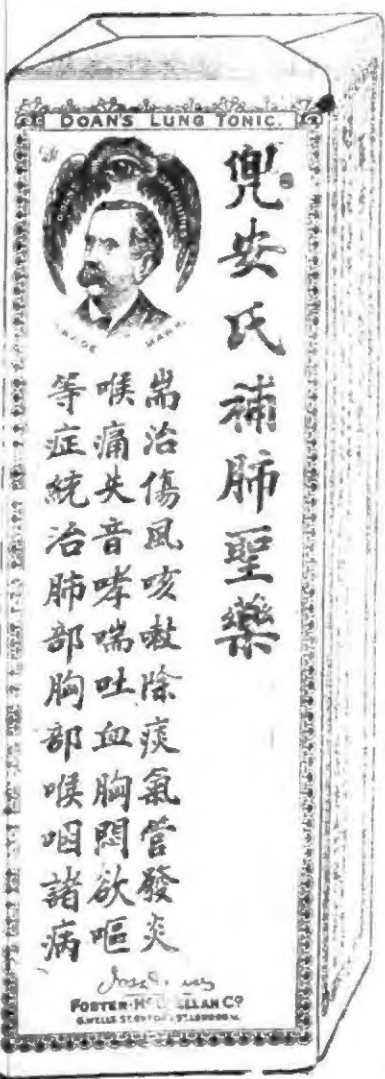 DOAN'S LUNG TONIC.
TRADE MARK
兜安氏補肺聖藥
耑治傷風咳嗽除痰氣管發炎
喉痛失音哮喘吐血胸悶欲嘔
等症統治肺部胸部喉咽諸病
FOSTER-McCLELLAN Cº